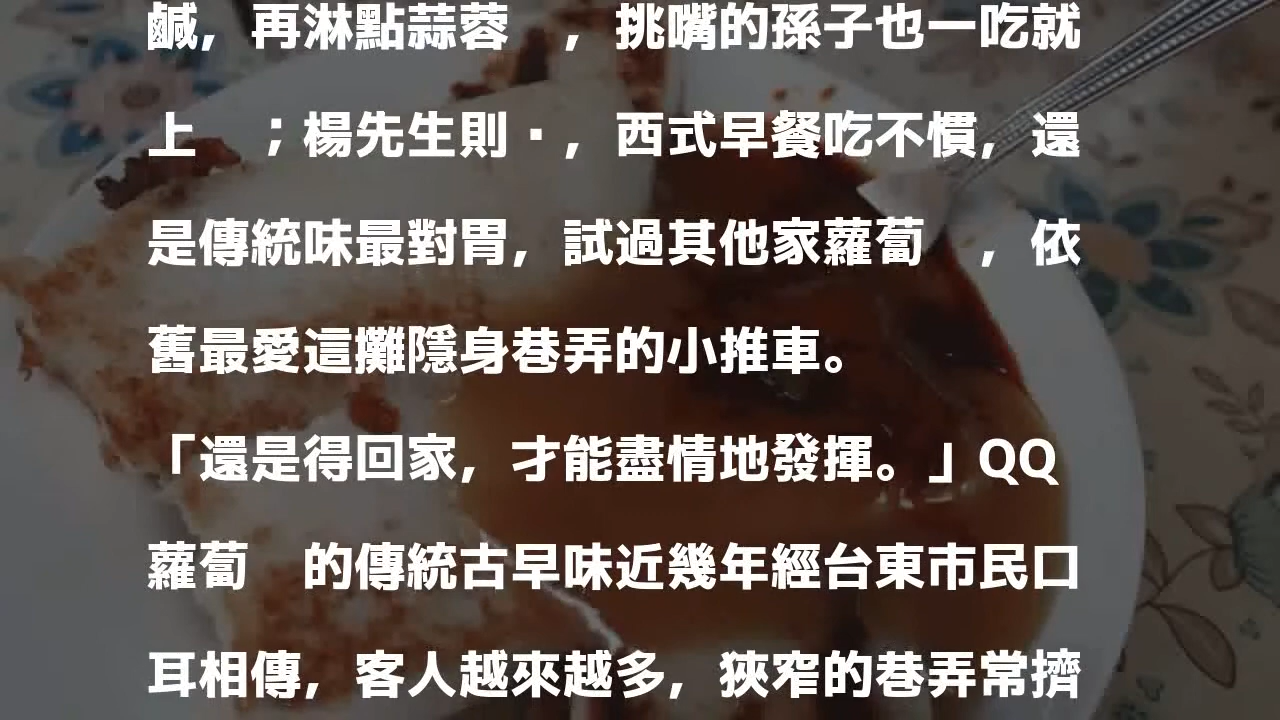 鹹，再淋點蒜蓉　，挑嘴的孫子也一吃就
上　；楊先生則▪，西式早餐吃不慣，還
是傳統味最對胃，試過其他家蘿蔔　，依
舊最愛這攤隱身巷弄的小推車。
「還是得回家，才能盡情地發揮。」QQ
蘿蔔　的傳統古早味近幾年經台東市民口
耳相傳，客人越來越多，狹窄的巷弄常擠